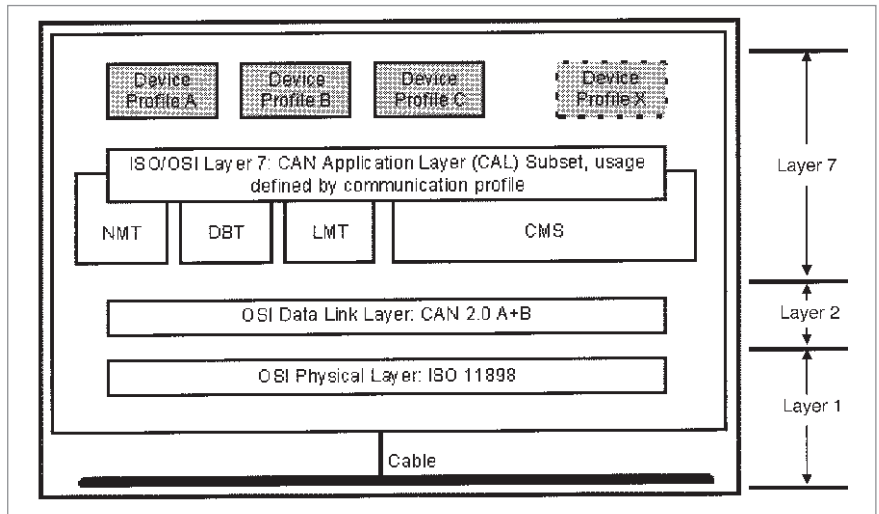 Device
Profile A
Device
Profile B
Device
Profile C
Device
Profile X
ISO/OSI Layer 7: CAN Application Layer (CAL) Subset, usage
defined by communication profile
NMT
DBT
LMT
CMS
OSI Data Link Layer: CAN 2.0 A+B
OSI Physical Layer: ISO 11898
Cable
Layer 7
Layer 2
Layer 1